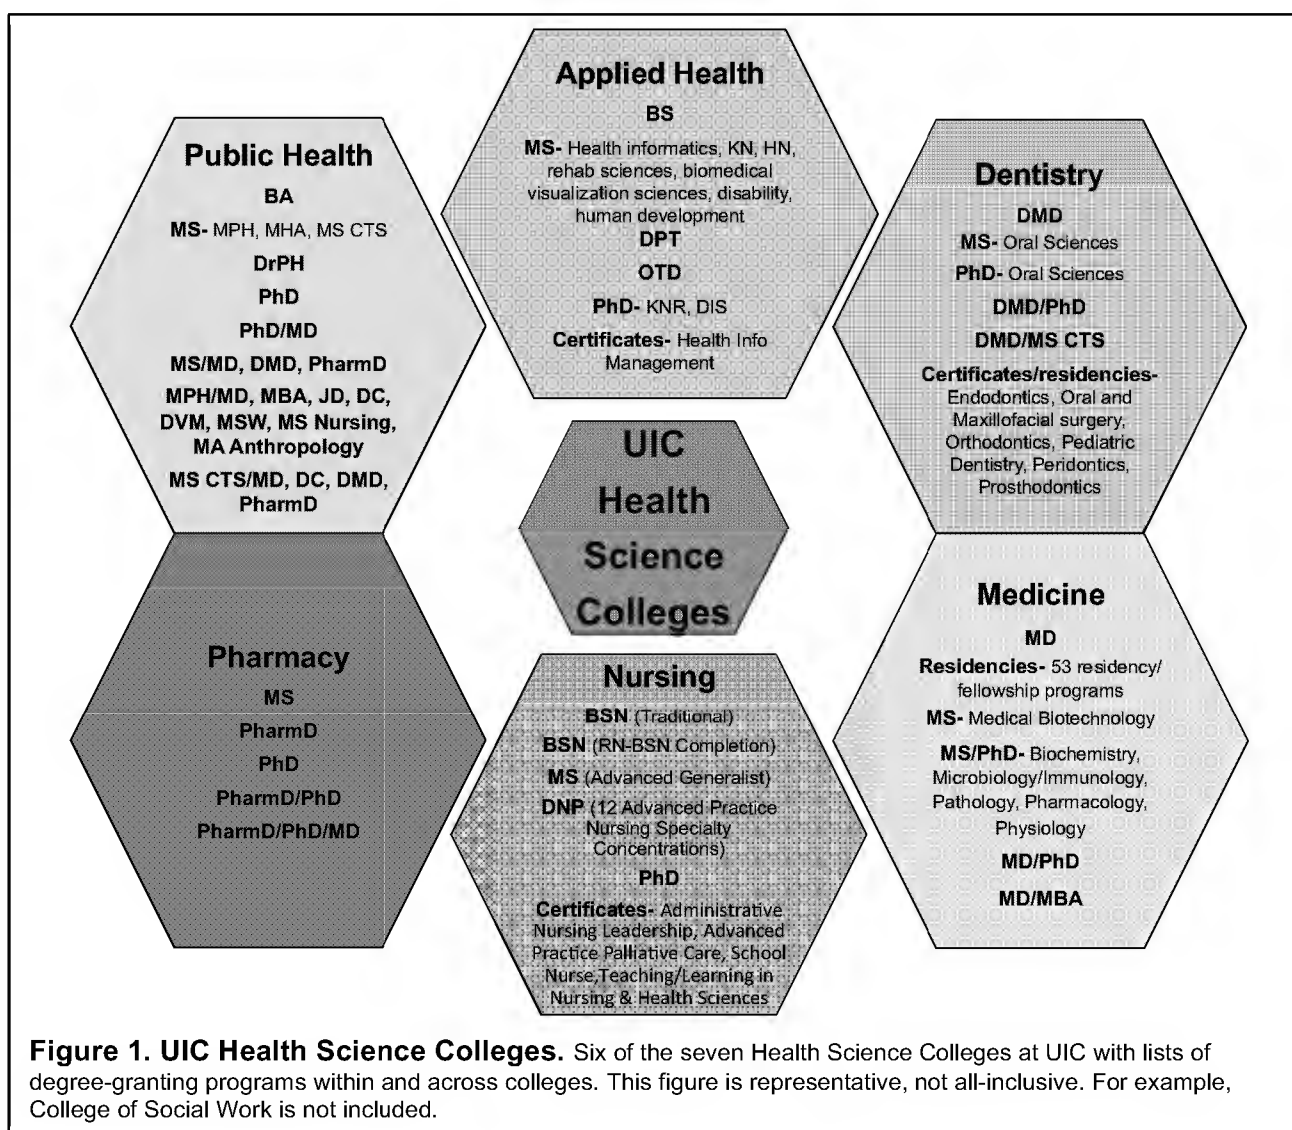 Applied Health
BS
MS- Health informatics, KN, HN,
rehab sciences, biomedical
visualization sciences, disability,
human development
DPT
OTD
PhD- KNR, DIS
Certificates- Health Info
Management
Public Health
BA
MS- MPH, MHA, MS CTS
DrPH
PhD
PhD/MD
MS/MD, DMD, PharmD
MPH/MD, MBA, JD, DC,
DVM, MSW, MS Nursing,
MA Anthropology
MS CTS/MD, DC, DMD,
PharmD
Dentistry
DMD
MS- Oral Sciences
PhD- Oral Sciences
DMD/PhD
DMD/MS CTS
Certificates/residencies-
Endodontics, Oral and
Maxillofacial surgery,
Orthodontics, Pediatric
Dentistry, Peridontics,
Prosthodontics
UIC
Health
Science
Colleges
Pharmacy
MS
PharmD
PhD
PharmD/PhD
PharmD/PhD/MD
Nursing
BSN (Traditional)
BSN (RN-BSN Completion)
MS (Advanced Generalist)
DNP (12 Advanced Practice
Nursing Specialty
Concentrations)
PhD
Certificates- Administrative
Nursing Leadership, Advanced
Practice Palliative Care, School
Nurse,Teaching/Learning in
Nursing & Health Sciences
Medicine
MD
Residencies- 53 residency/
fellowship programs
MS- Medical Biotechnology
MS/PhD- Biochemistry,
Microbiology/Immunology,
Pathology, Pharmacology,
Physiology
MD/PhD
MD/MBA
Figure 1. UIC Health Science Colleges. Six of the seven Health Science Colleges at UIC with lists of
degree-granting programs within and across colleges. This figure is representative, not all-inclusive. For example,
College of Social Work is not included.